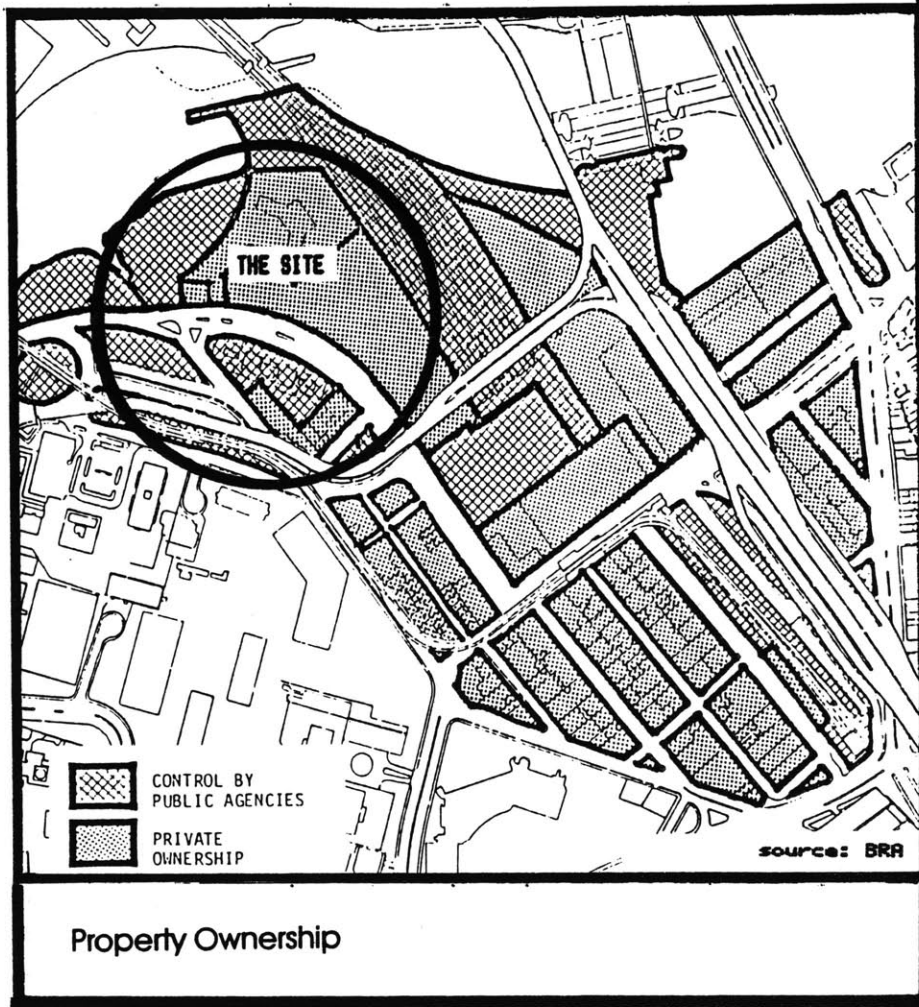 THE SITE
CONTROL BY
PUBLIC AGENCIES
PRIVATE
OWNERSHIP
source: BRA
Property Ownership